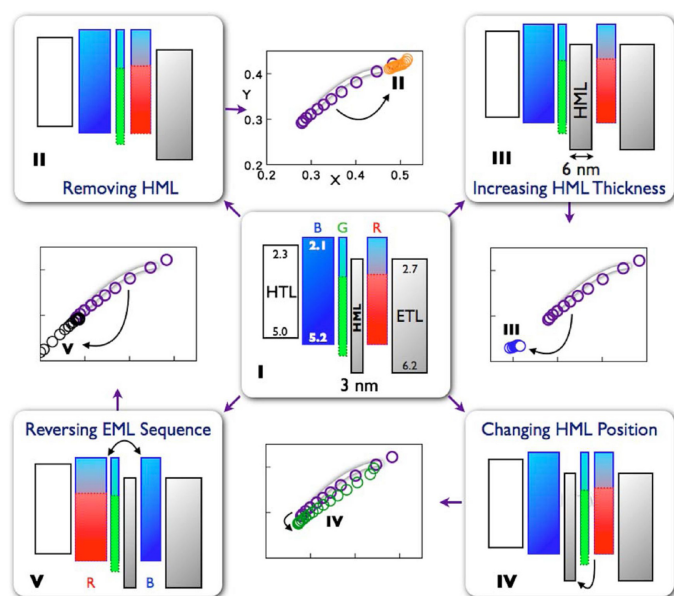 II
Removing HML
0.4
Y
0.3
0.2
0.2
0.3
X
0.4
0.5
II
III
HML
6 nm
Increasing HML Thickness
V
B
G
R
2.3
HTL
5.0
2.1
5.2
HML
2.7
ETL
6.2
I
3 nm
III
Reversing EML Sequence
V
R
B
IV
Changing HML Position
IV